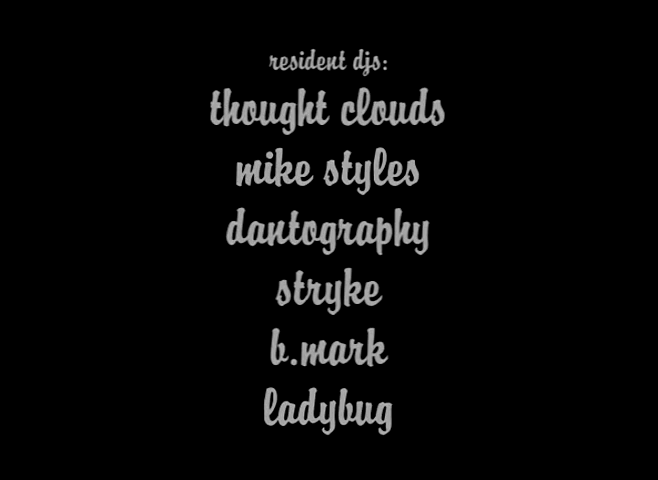 resident djs:
thought clouds
mike styles
dantography
stryke
b.mark
ladybug